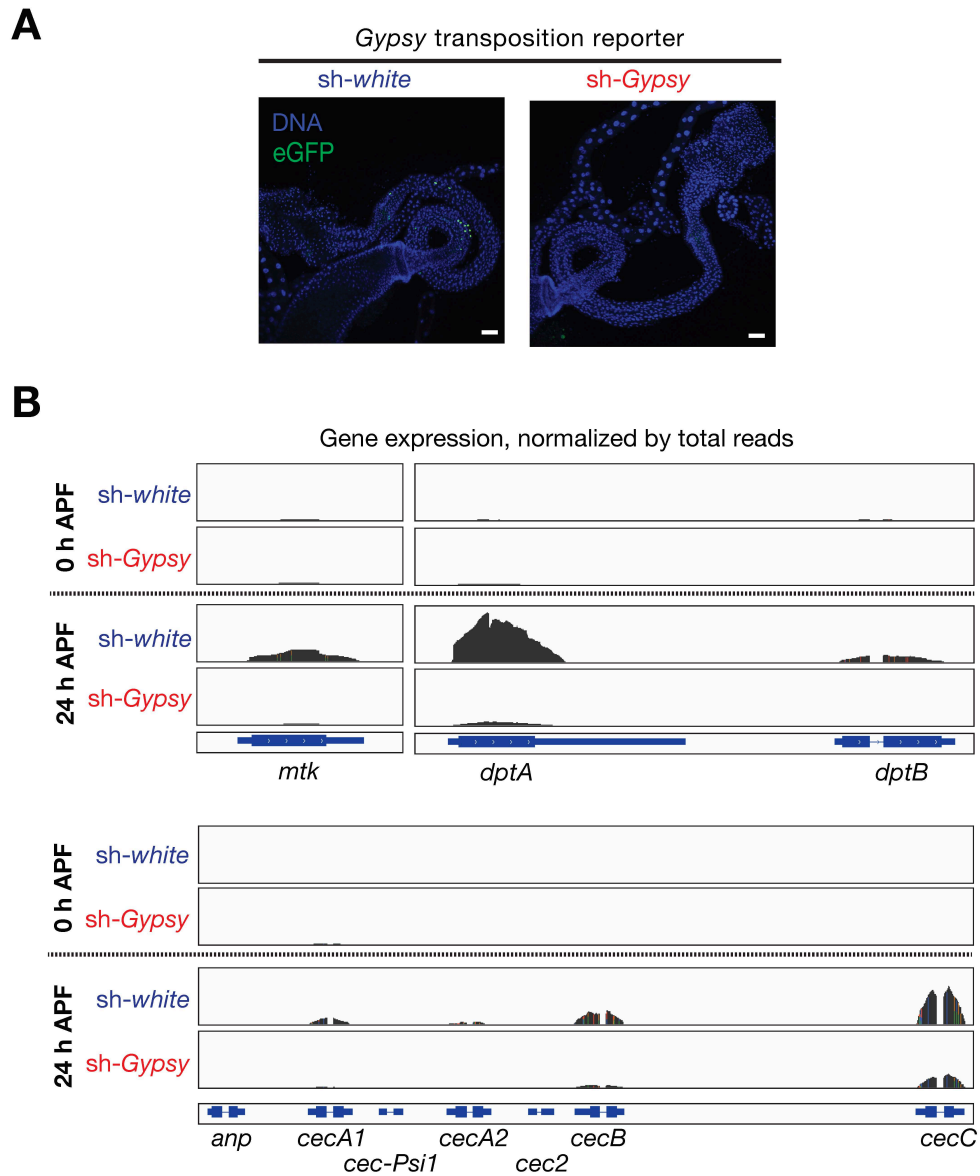 A
Gypsy transposition reporter
sh-white
sh-Gypsy
DNA
eGFP
B
Gene expression, normalized by total reads
0 h APF
sh-white
sh-Gypsy
24 h APF
sh-white
sh-Gypsy
mtk
dptA
dptB
0 h APF
sh-white
sh-Gypsy
24 h APF
sh-white
sh-Gypsy
anp
cecA1
cecA2
cecB
cecC
cec-Psi1
cec2